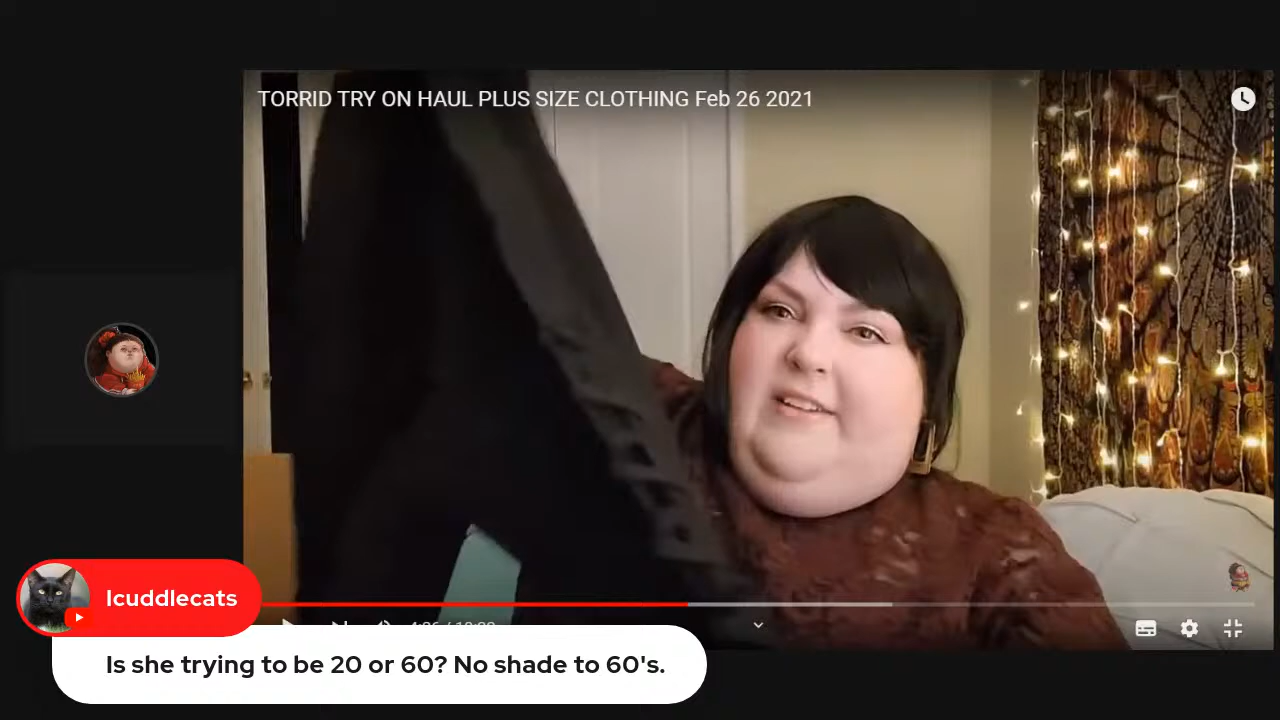 TORRID TRY ON HAUL PLUS SIZE CLOTHING Feb 26 2021
lcuddlecats
Is she trying to be 20 or 60? No shade to 60's.